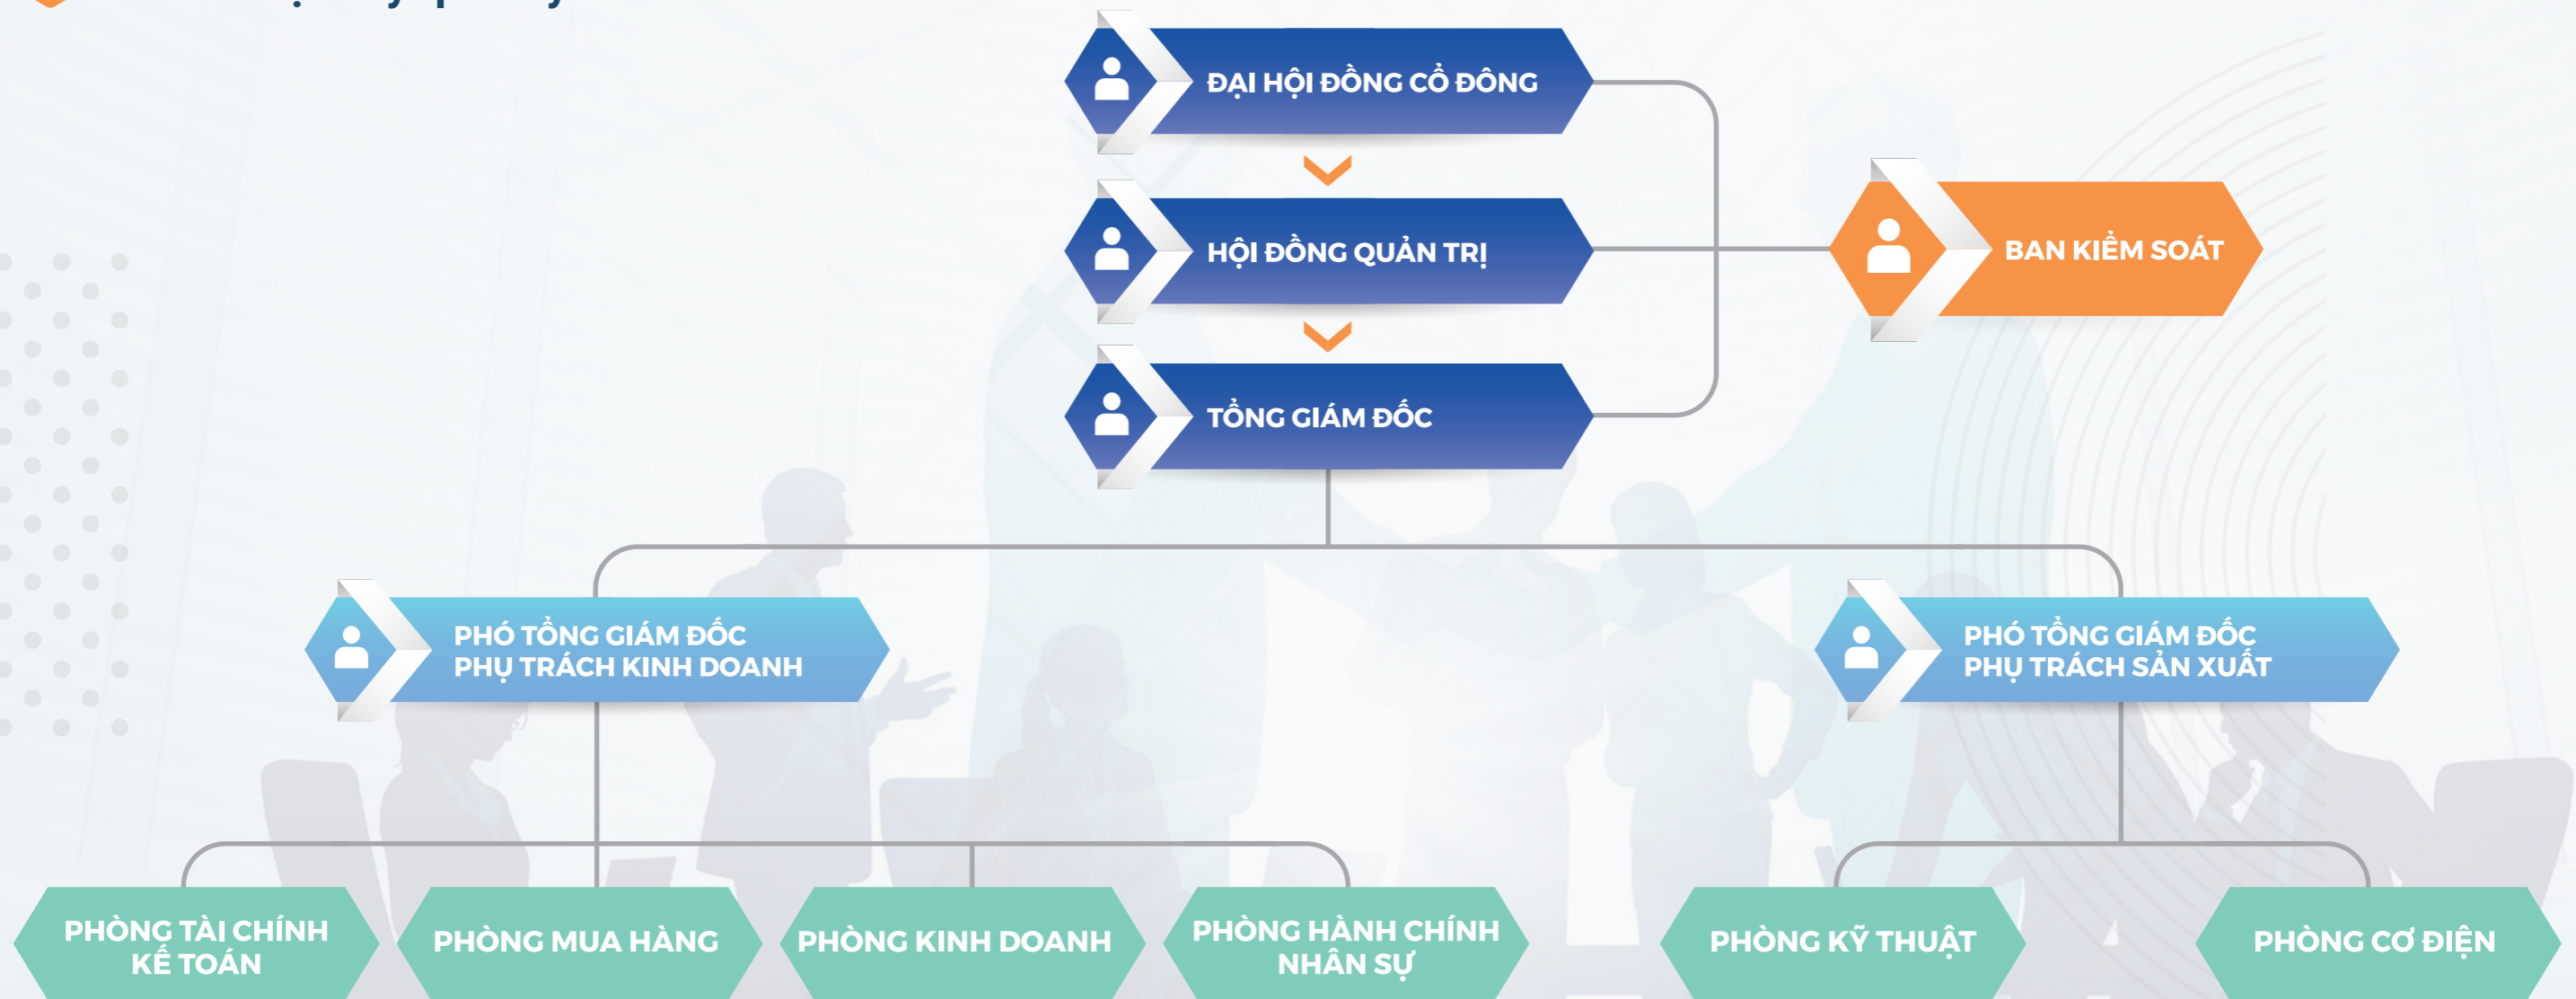 ĐẠI HỘI ĐỒNG CỔ ĐÔNG
HỘI ĐỒNG QUẢN TRỊ
BAN KIỂM SOÁT
TỔNG GIÁM ĐỐC
PHÓ TỔNG GIÁM ĐỐC
PHỤ TRÁCH KINH DOANH
PHÓ TỔNG GIÁM ĐỐC
PHỤ TRÁCH SẢN XUẤT
PHÒNG TÀI CHÍNH
KẾ TOÁN
PHÒNG MUA HÀNG
PHÒNG KINH DOANH
PHÒNG HÀNH CHÍNH
NHÂN SỰ
PHÒNG KỸ THUẬT
PHÒNG CƠ ĐIỆN